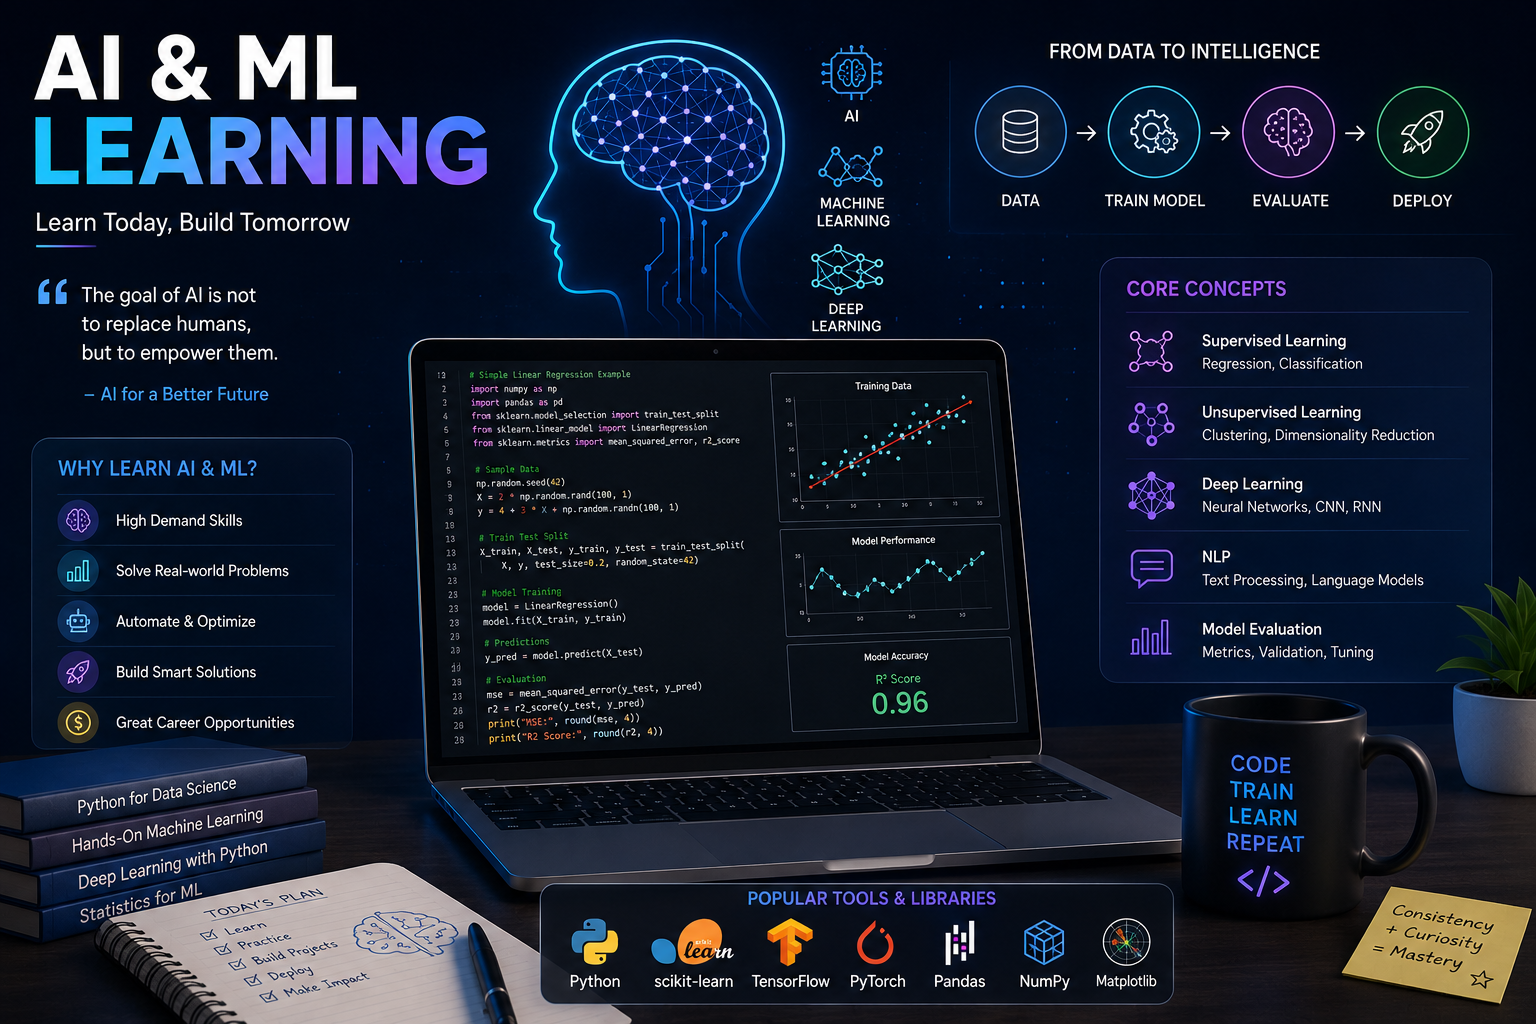 AI & ML
LEARNING
Learn Today, Build Tomorrow
“ The goal of AI is not
to replace humans,
but to empower them.
– AI for a Better Future
WHY LEARN AI & ML?
High Demand Skills
Solve Real-world Problems
Automate & Optimize
Build Smart Solutions
Great Career Opportunities
AI
MACHINE
LEARNING
DEEP
LEARNING
FROM DATA TO INTELLIGENCE
DATA
TRAIN MODEL
EVALUATE
DEPLOY
CORE CONCEPTS
Supervised Learning
Regression, Classification
Unsupervised Learning
Clustering, Dimensionality Reduction
Deep Learning
Neural Networks, CNN, RNN
NLP
Text Processing, Language Models
Model Evaluation
Metrics, Validation, Tuning
# Simple Linear Regression Example
import numpy as np
import pandas as pd
from sklearn.model_selection import train_test_split
from sklearn.linear_model import LinearRegression
from sklearn.metrics import mean_squared_error, r2_score
# Sample Data
np.random.seed(42)
X = 2 * np.random.rand(100, 1)
y = 4 + 3 * X + np.random.randn(100, 1)
# Train Test Split
X_train, X_test, y_train, y_test = train_test_split(
X, y, test_size=0.2, random_state=42)
# Model Training
model = LinearRegression()
model.fit(X_train, y_train)
# Predictions
y_pred = model.predict(X_test)
# Evaluation
mse = mean_squared_error(y_test, y_pred)
r2 = r2_score(y_test, y_pred)
print("MSE:", round(mse, 4))
print("R2 Score:", round(r2, 4))
Training Data
Model Performance
Model Accuracy
R² Score
0.96
Python for Data Science
Hands-On Machine Learning
Deep Learning with Python
Statistics for ML
TODAY'S PLAN
Learn
Practice
Build Projects
Deploy
Make Impact
POPULAR TOOLS & LIBRARIES
Python
scikit learn
scikit-learn
TensorFlow
PyTorch
Pandas
NumPy
Matplotlib
CODE
TRAIN
LEARN
REPEAT
</>
Consistency
+ Curiosity
= Mastery